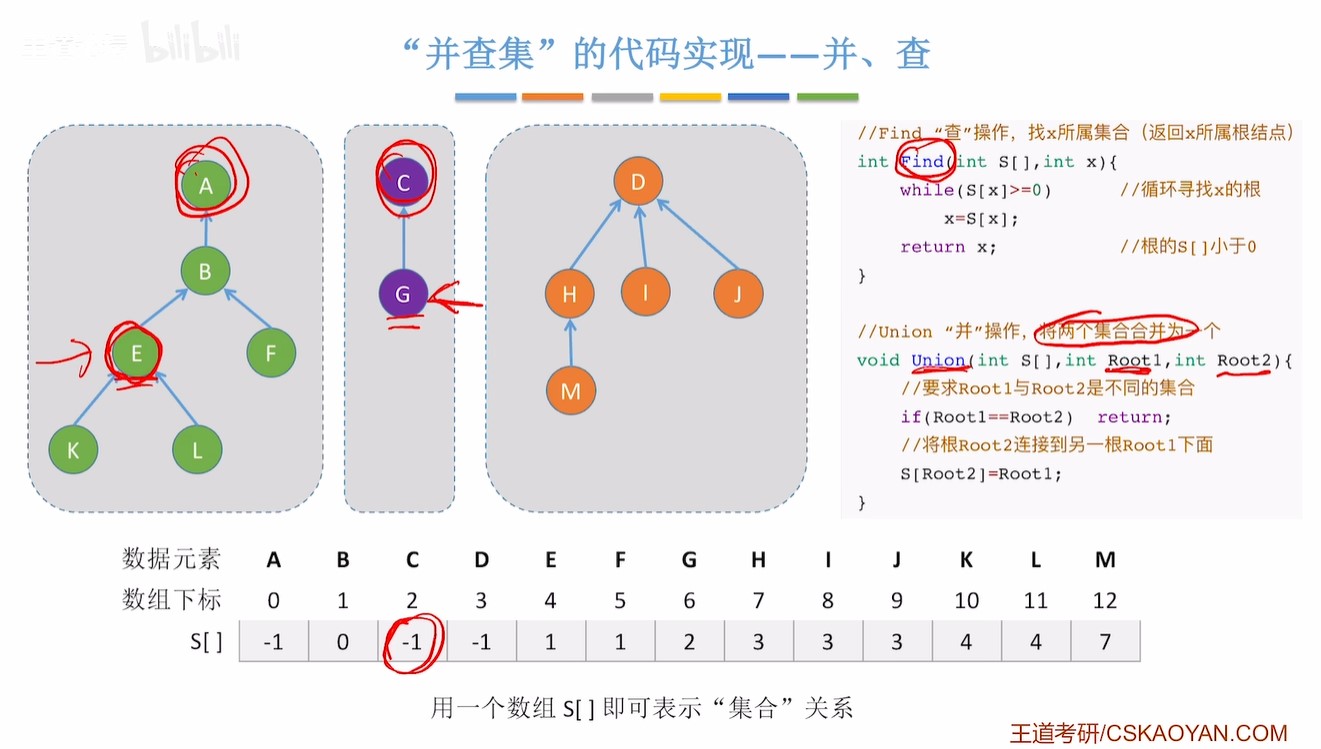 bilibili
“并查集”的代码实现——并、查
A
B
E
F
K
L
C
G
D
H
I
J
M
//Find “查”操作，找x所属集合（返回x所属根结点）
int Find(int S[],int x){
while(S[x]>=0) //循环寻找x的根
x=S[x];
return x; //根的S[]小于0
}
//Union “并”操作，将两个集合合并为一个
void Union(int S[],int Root1,int Root2){
//要求Root1与Root2是不同的集合
if(Root1==Root2) return;
//将根Root2连接到另一根Root1下面
S[Root2]=Root1;
}
数据元素 A B C D E F G H I J K L M
数组下标 0 1 2 3 4 5 6 7 8 9 10 11 12
S[ ] -1 0 -1 -1 1 1 2 3 3 3 4 4 7
用一个数组 S[ ] 即可表示“集合”关系
王道考研/CSKAOYAN.COM